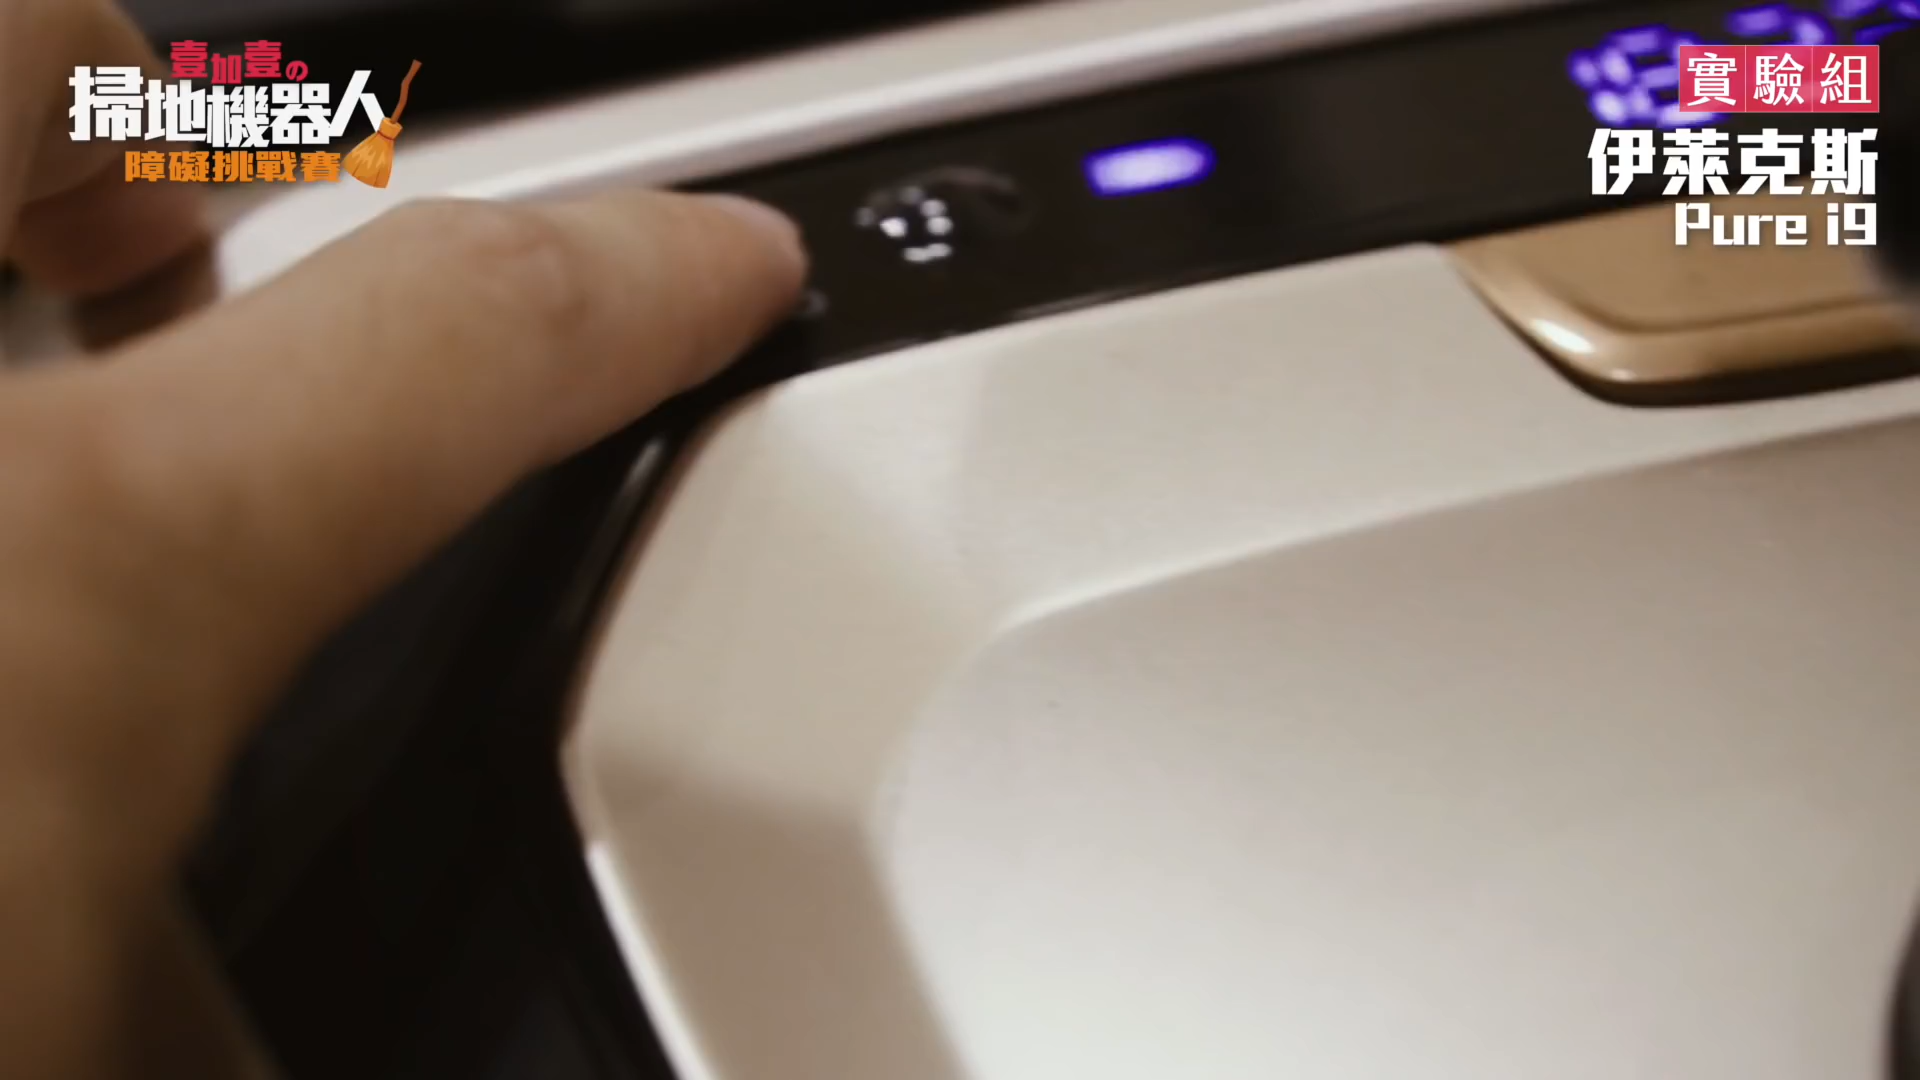 壹加壹の
掃地機器人
障礙挑戰賽
實驗組
伊萊克斯
Pure i9